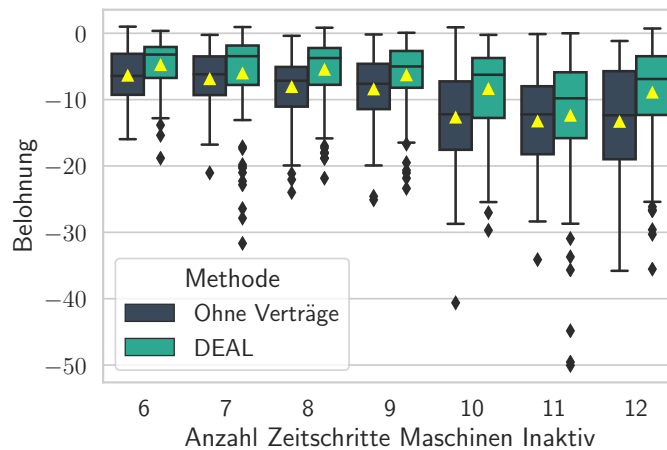 0
−10
−20
−30
−40
−50
Belohnung
Methode
Ohne Verträge
DEAL
6 7 8 9 10 11 12
Anzahl Zeitschritte Maschinen Inaktiv